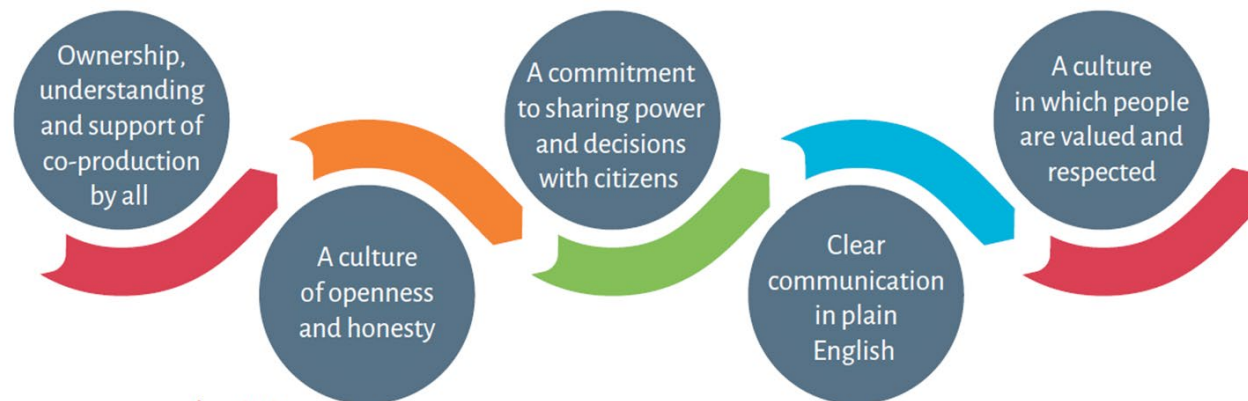 Ownership,
understanding
and support of
co-production
by all
A culture
of openness
and honesty
A commitment
to sharing power
and decisions
with citizens
Clear
communication
in plain
English
A culture
in which people
are valued and
respected